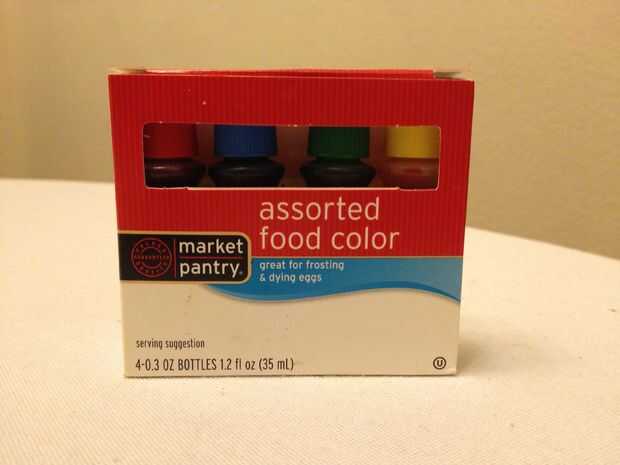 assorted
food color
great for frosting
& dying eggs
market
pantry®
GUARANTEED
serving suggestion
4-0.3 OZ BOTTLES 1.2 fl oz (35 mL)
U